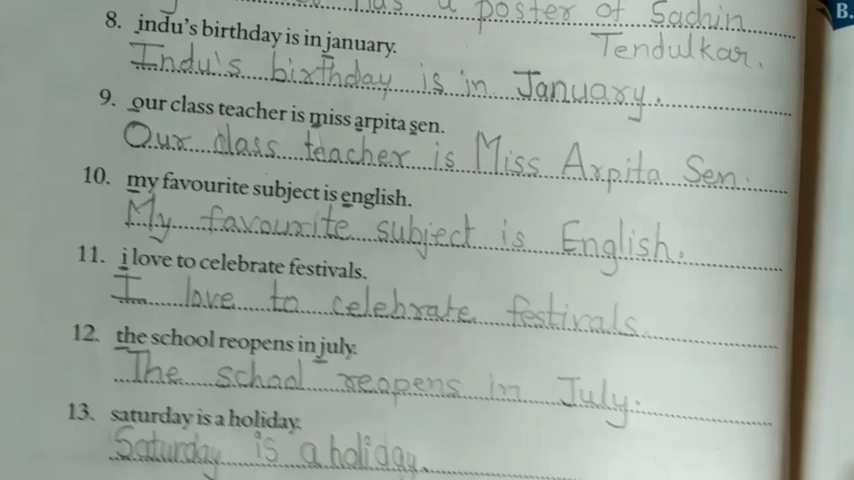 has a poster of Sachin
Tendulkar.
B.
8. indu's birthday is in january.
Indu's birthday is in January.
9. our class teacher is miss arpita sen.
Our class teacher is Miss Arpita Sen.
10. my favourite subject is english.
My favourite subject is English.
11. i love to celebrate festivals.
I love to celebrate festivals.
12. the school reopens in july.
The school reopens in July.
13. saturday is a holiday.
Saturday is a holiday.